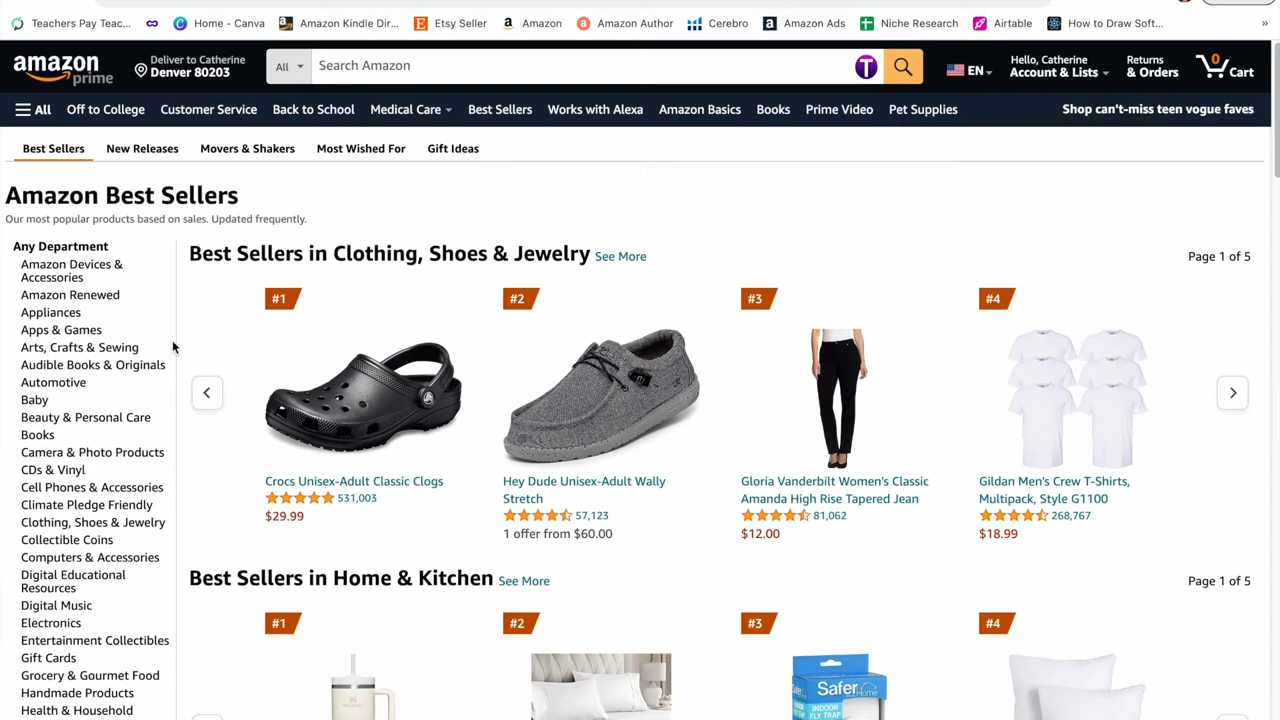 Teachers Pay Teac...
Home - Canva
Amazon Kindle Dir...
Etsy Seller
Amazon
Amazon Author
Cerebro
Amazon Ads
Niche Research
Airtable
How to Draw Soft...
»
amazon prime
Deliver to Catherine
Denver 80203
All
Search Amazon
T
EN
Hello, Catherine
Account & Lists
Returns
& Orders
0
Cart
All
Off to College
Customer Service
Back to School
Medical Care
Best Sellers
Works with Alexa
Amazon Basics
Books
Prime Video
Pet Supplies
Shop can't-miss teen vogue faves
Best Sellers
New Releases
Movers & Shakers
Most Wished For
Gift Ideas
Amazon Best Sellers
Our most popular products based on sales. Updated frequently.
Any Department
Amazon Devices &
Accessories
Amazon Renewed
Appliances
Apps & Games
Arts, Crafts & Sewing
Audible Books & Originals
Automotive
Baby
Beauty & Personal Care
Books
Camera & Photo Products
CDs & Vinyl
Cell Phones & Accessories
Climate Pledge Friendly
Clothing, Shoes & Jewelry
Collectible Coins
Computers & Accessories
Digital Educational
Resources
Digital Music
Electronics
Entertainment Collectibles
Gift Cards
Grocery & Gourmet Food
Handmade Products
Health & Household
Best Sellers in Clothing, Shoes & Jewelry See More
Page 1 of 5
#1
Crocs Unisex-Adult Classic Clogs
531,003
$29.99
#2
Hey Dude Unisex-Adult Wally
Stretch
57,123
1 offer from $60.00
#3
Gloria Vanderbilt Women's Classic
Amanda High Rise Tapered Jean
81,062
$12.00
#4
Gildan Men's Crew T-Shirts,
Multipack, Style G1100
268,767
$18.99
Best Sellers in Home & Kitchen See More
Page 1 of 5
#1
#2
#3
Safer
Home
INDOOR
FLY TRAP
#4